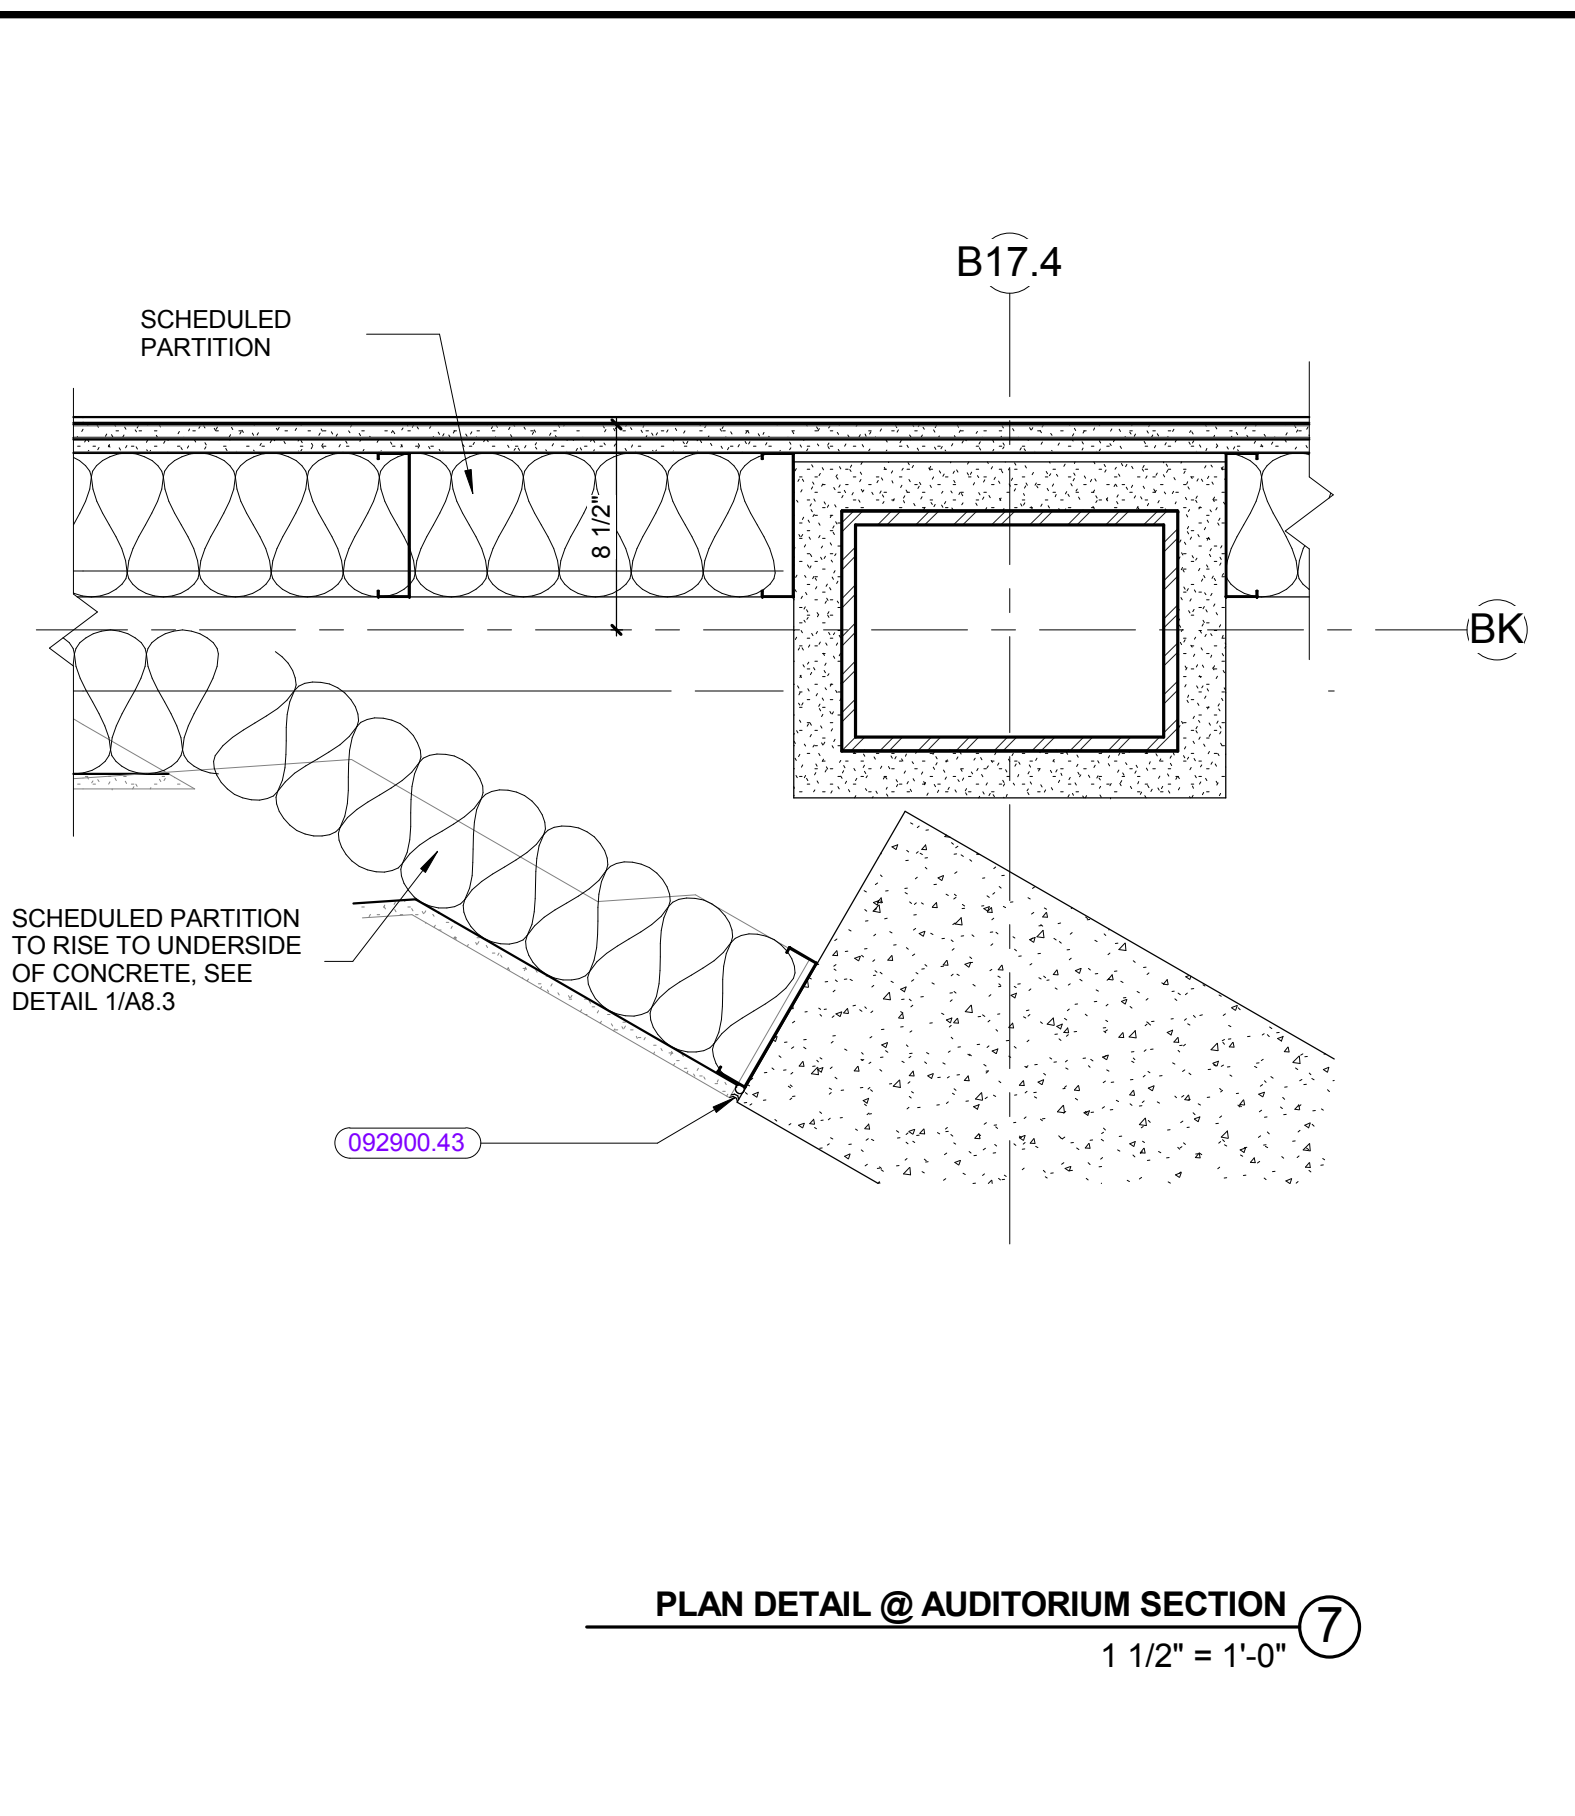 B17.4
SCHEDULED
PARTITION
8 1/2"
BK
SCHEDULED PARTITION
TO RISE TO UNDERSIDE
OF CONCRETE, SEE
DETAIL 1/A8.3
092900.43
PLAN DETAIL @ AUDITORIUM SECTION
7
1 1/2" = 1'-0"